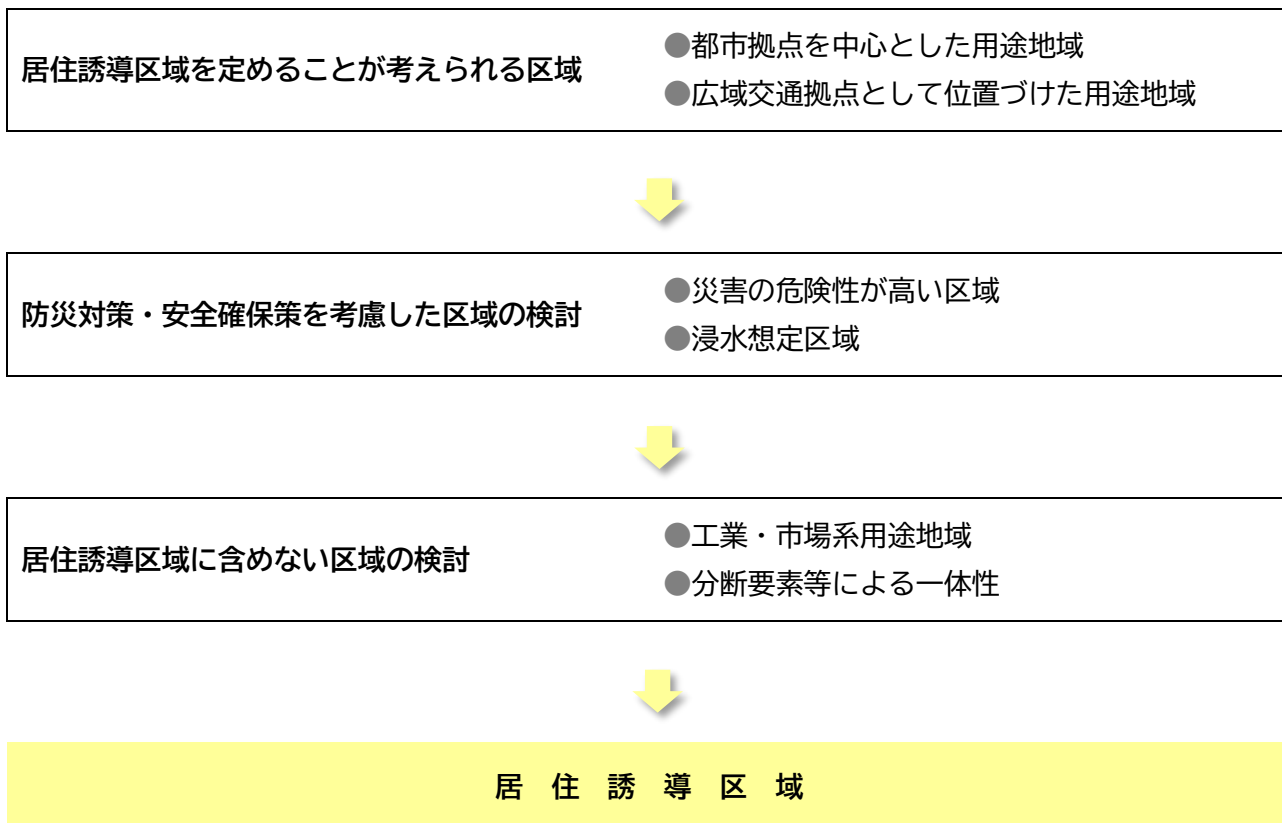 居住誘導区域を定めることが考えられる区域
●都市拠点を中心とした用途地域
●広域交通拠点として位置づけた用途地域
防災対策・安全確保策を考慮した区域の検討
●災害の危険性が高い区域
●浸水想定区域
居住誘導区域に含めない区域の検討
●工業・市場系用途地域
●分断要素等による一体性
居住誘導区域